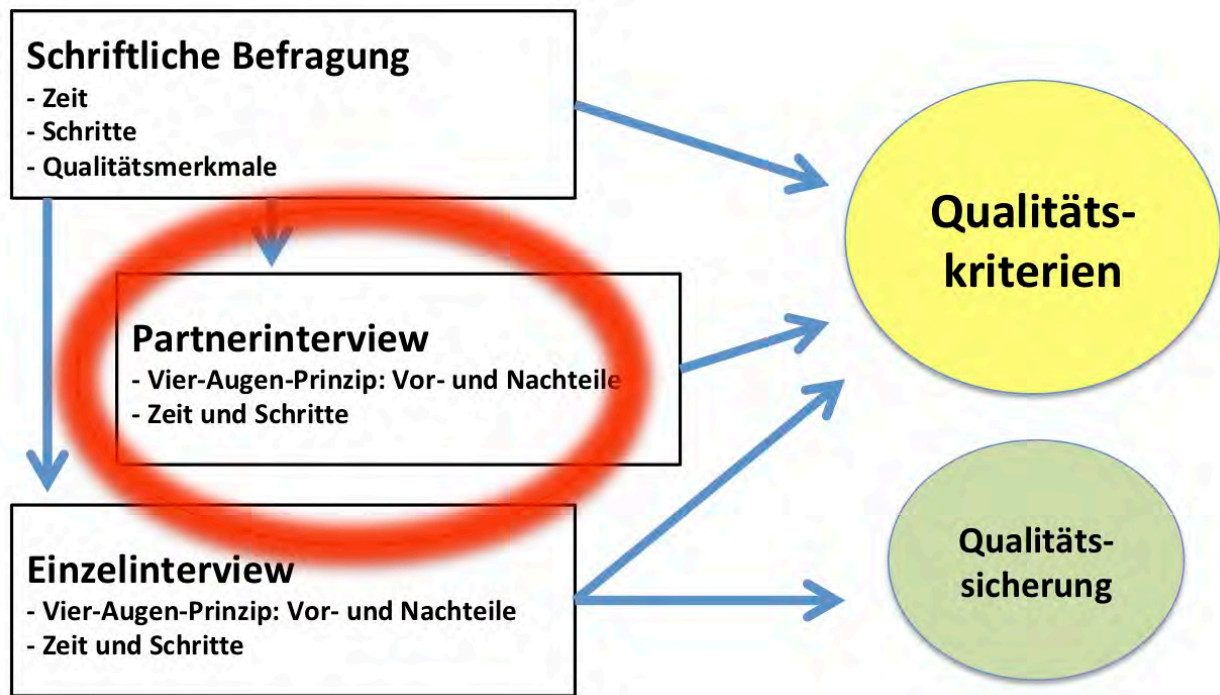 Schriftliche Befragung
- Zeit
- Schritte
- Qualitätsmerkmale
Partnerinterview
- Vier-Augen-Prinzip: Vor- und Nachteile
- Zeit und Schritte
Einzelinterview
- Vier-Augen-Prinzip: Vor- und Nachteile
- Zeit und Schritte
Qualitäts-
kriterien
Qualitäts-
sicherung